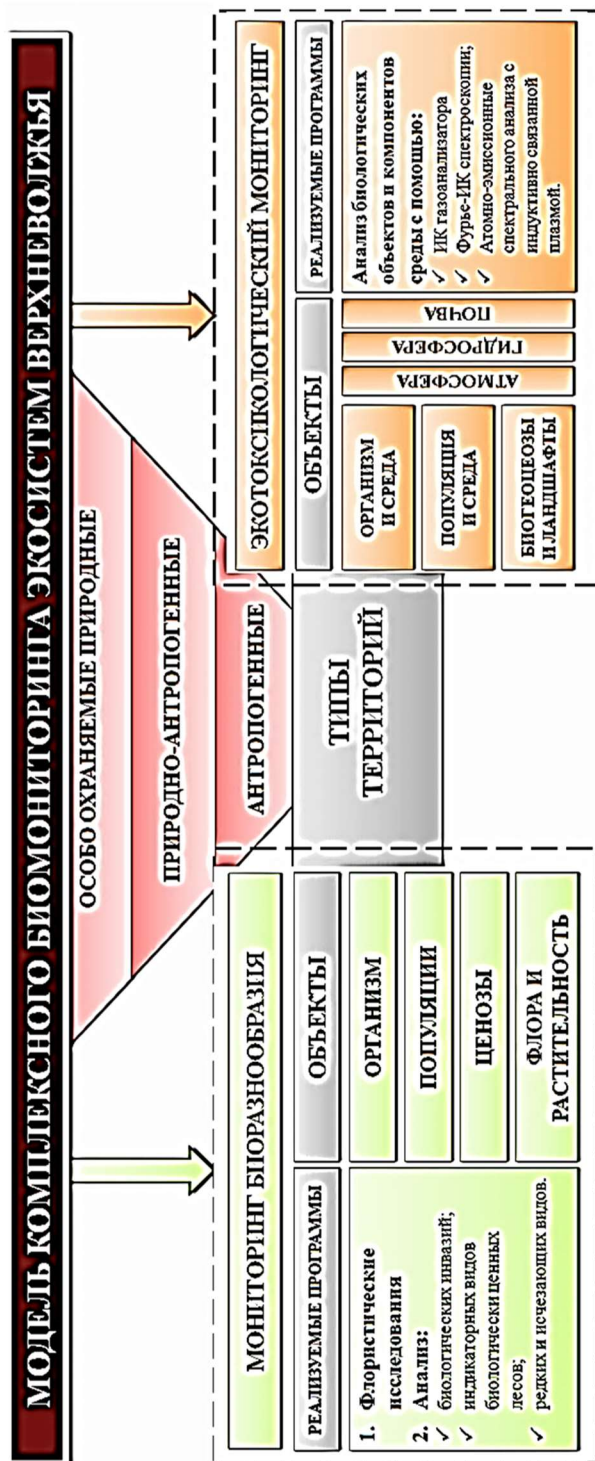 МОДЕЛЬ КОМПЛЕКСНОГО БИОМОНИТОРИНГА ЭКОСИСТЕМ ВЕРХНЕВОЛЖЬЯ
ОСОБО ОХРАНЯЕМЫЕ ПРИРОДНЫЕ
ПРИРОДНО-АНТРОПОГЕННЫЕ
АНТРОПОГЕННЫЕ
ТИПЫ
ТЕРРИТОРИЙ
МОНИТОРИНГ БИОРАЗНООБРАЗИЯ
РЕАЛИЗУЕМЫЕ ПРОГРАММЫ
1. Флористические
исследования
2. Анализ:
✓ биологических инвазий;
✓ индикаторных видов
биологически ценных
лесов;
✓ редких и исчезающих видов.
ОБЪЕКТЫ
ОРГАНИЗМ
ПОПУЛЯЦИИ
ЦЕНОЗЫ
ФЛОРА И
РАСТИТЕЛЬНОСТЬ
ЭКОТОКСИКОЛОГИЧЕСКИЙ МОНИТОРИНГ
ОБЪЕКТЫ
ОРГАНИЗМ
И СРЕДА
ПОПУЛЯЦИЯ
И СРЕДА
БИОГЕОЦЕОЗЫ
И ЛАНДШАФТЫ
АТМОСФЕРА
ГИДРОСФЕРА
ПОЧВА
РЕАЛИЗУЕМЫЕ ПРОГРАММЫ
Анализ биологических
объектов и компонентов
среды с помощью:
✓ ИК газоанализатора
✓ Фурье-ИК спектроскопии;
✓ Атомно-эмиссионные
спектрального анализа с
индуктивно связанной
плазмой.